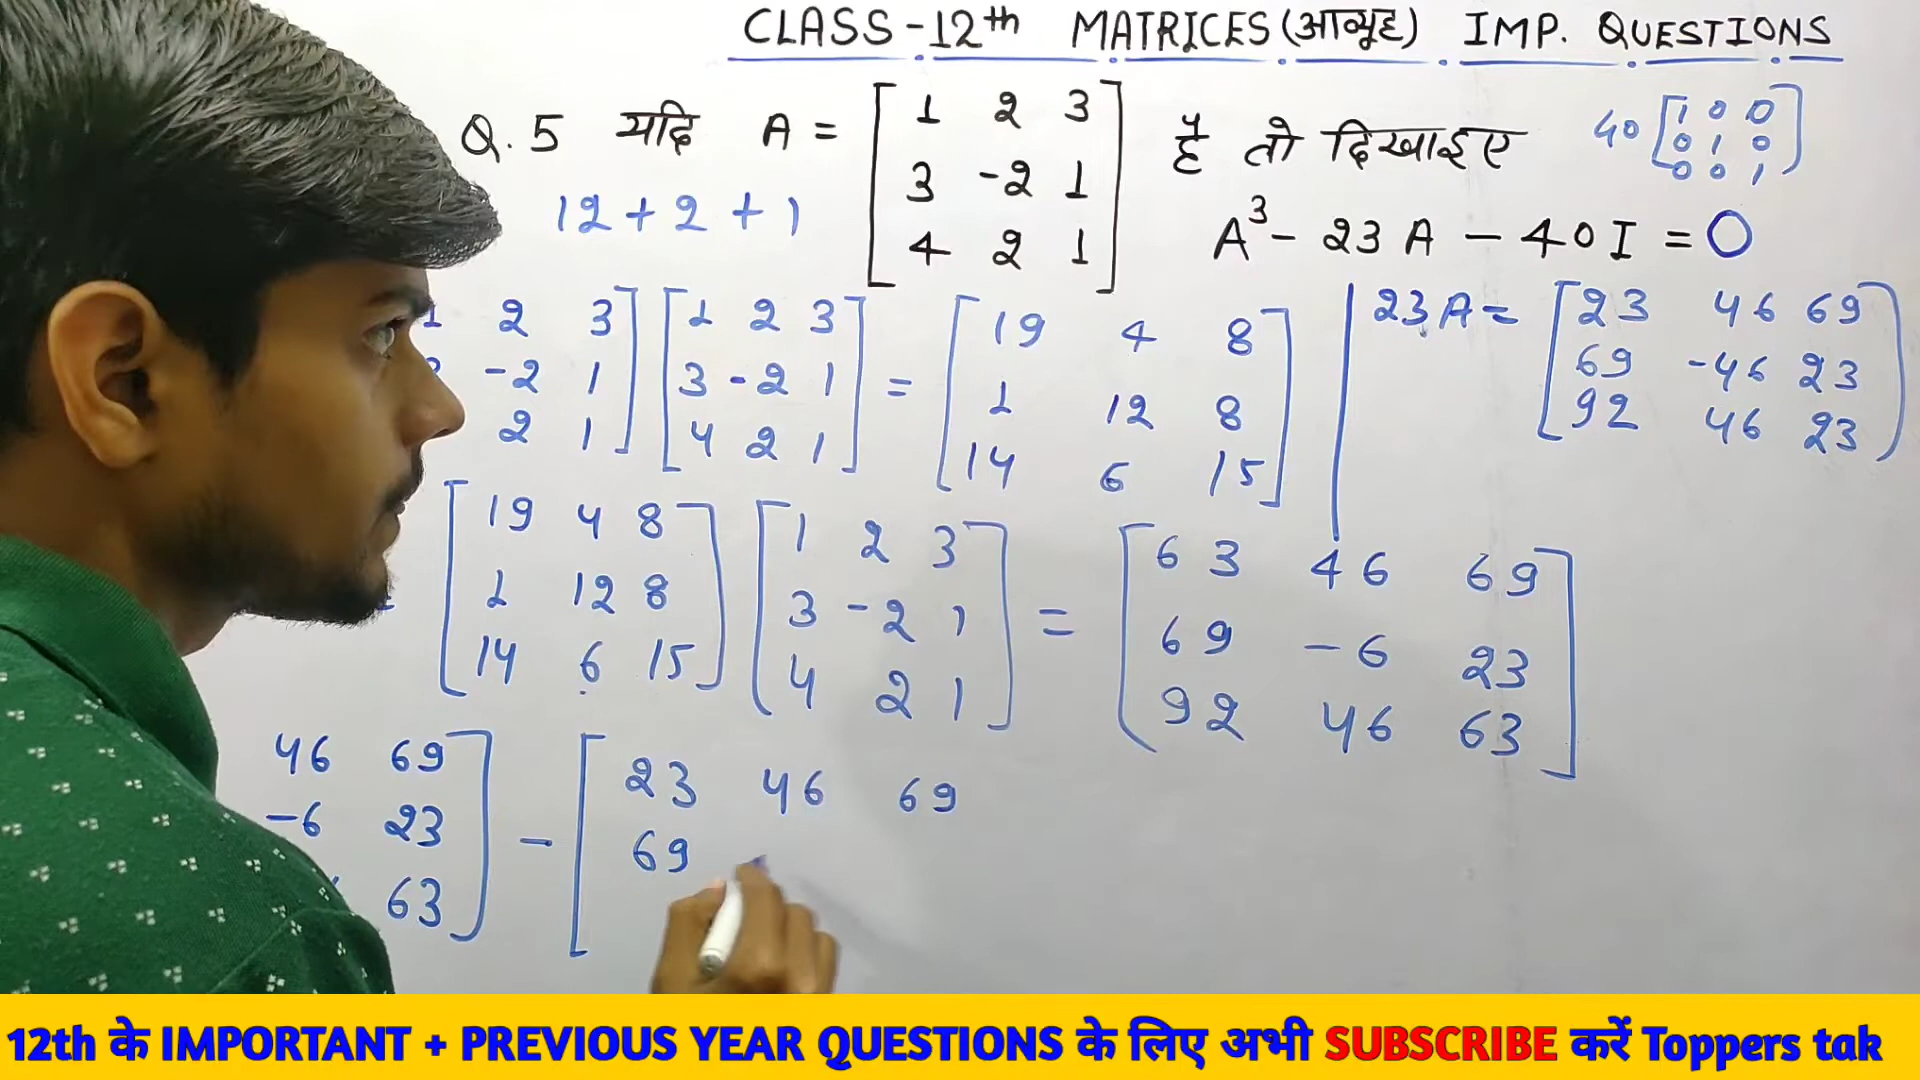 CLASS-12th MATRICES (आव्यूह) IMP. QUESTIONS
Q. 5 यदि A = [1 2 3
3 -2 1
4 2 1] है तो दिखाइए
A³ - 23A - 40I = O
40 [1 0 0
0 1 0
0 0 1]
12 + 2 + 1
1 2 3] [1 2 3
-2 1] [3 -2 1
2 1] [4 2 1]
= [19 4 8
1 12 8
14 6 15]
23A = [23 46 69
69 -46 23
92 46 23]
[19 4 8
1 12 8
14 6 15]
[1 2 3
3 -2 1
4 2 1]
= [63 46 69
69 -6 23
92 46 63]
46 69
-6 23
63]
- [23 46 69
69
12th के IMPORTANT + PREVIOUS YEAR QUESTIONS के लिए अभी SUBSCRIBE करें Toppers tak